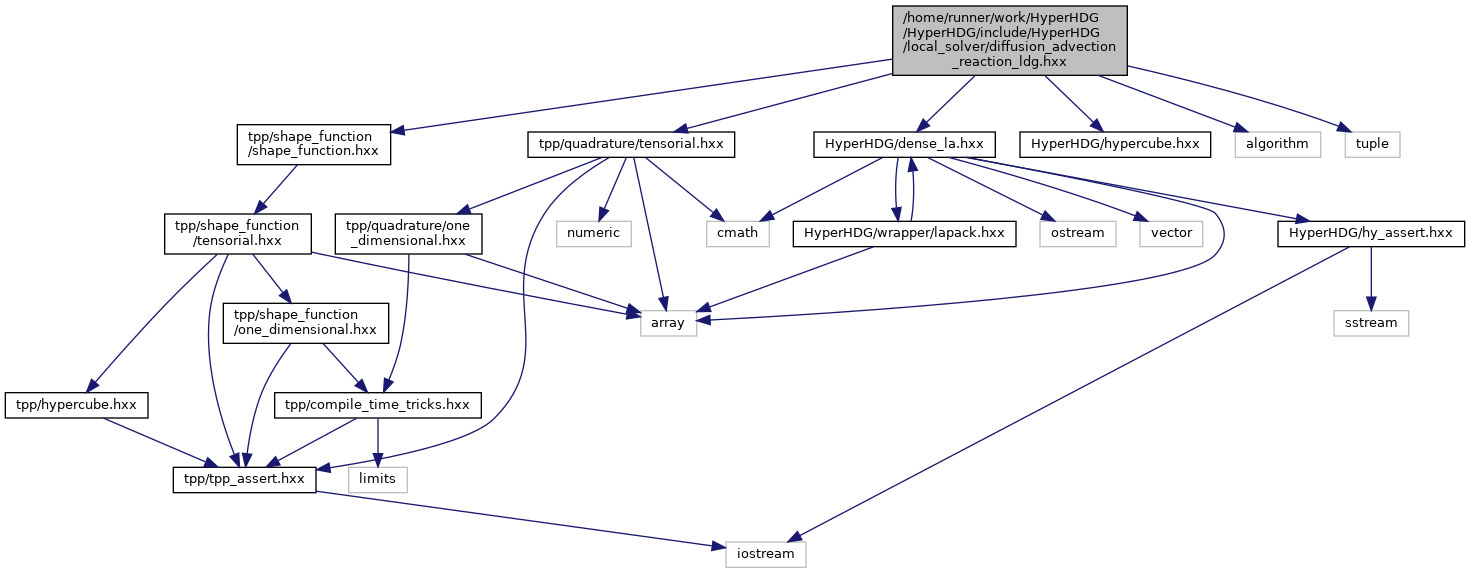 /home/runner/work/HyperHDG
/HyperHDG/include/HyperHDG
/local_solver/diffusion_advection
_reaction_ldg.hxx
tpp/shape_function
/shape_function.hxx
tpp/quadrature/tensorial.hxx
HyperHDG/dense_la.hxx
HyperHDG/hypercube.hxx
algorithm
tuple
tpp/shape_function
/tensorial.hxx
tpp/quadrature/one
_dimensional.hxx
numeric
cmath
HyperHDG/wrapper/lapack.hxx
ostream
vector
HyperHDG/hy_assert.hxx
tpp/shape_function
/one_dimensional.hxx
array
sstream
tpp/hypercube.hxx
tpp/compile_time_tricks.hxx
tpp/tpp_assert.hxx
limits
iostream